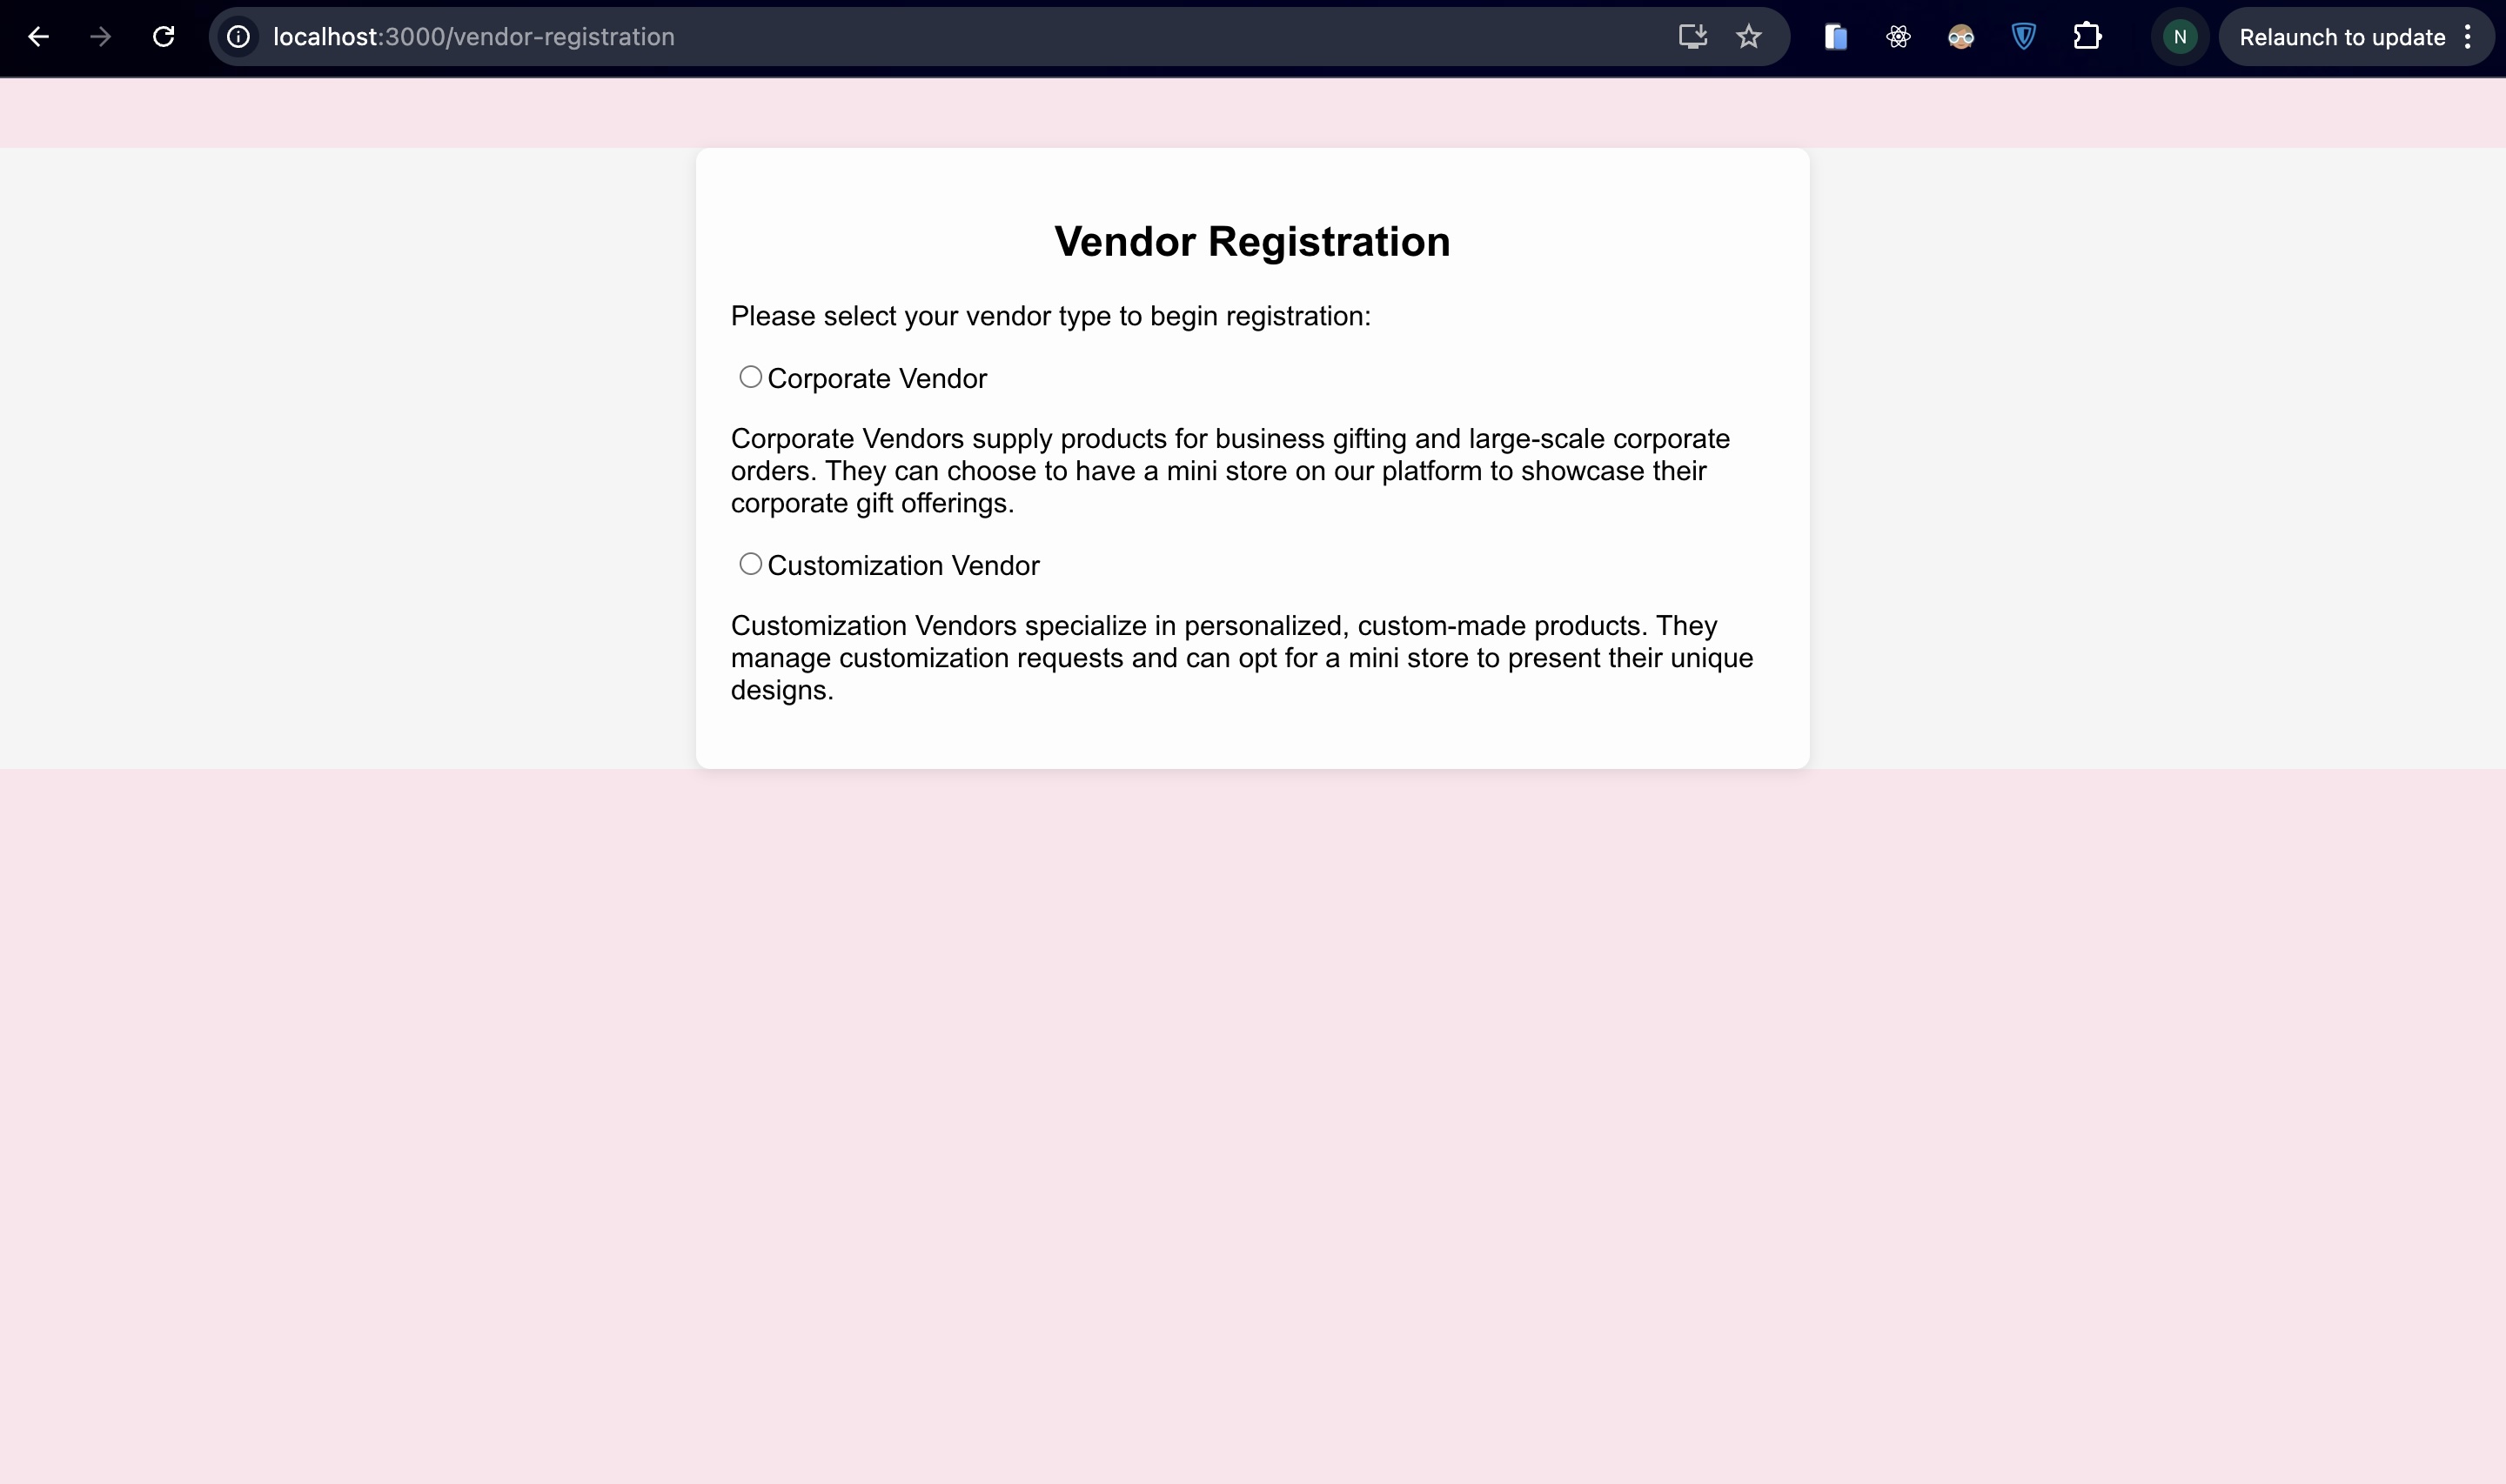 localhost:3000/vendor-registration
N
Relaunch to update
Vendor Registration
Please select your vendor type to begin registration:
Corporate Vendor
Corporate Vendors supply products for business gifting and large-scale corporate
orders. They can choose to have a mini store on our platform to showcase their
corporate gift offerings.
Customization Vendor
Customization Vendors specialize in personalized, custom-made products. They
manage customization requests and can opt for a mini store to present their unique
designs.